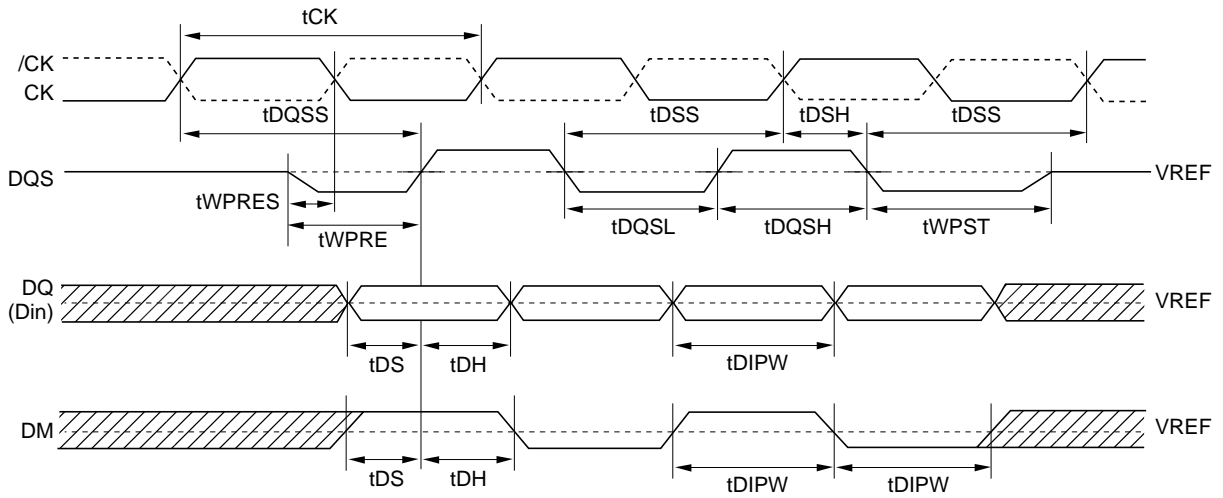 tCK
/CK
CK
tDQSS
tDSS
tDSH
tDSS
DQS
VREF
tWPRES
tDQSL
tDQSH
tWPST
tWPRE
DQ
(Din)
VREF
tDS
tDH
tDIPW
DM
VREF
tDS
tDH
tDIPW
tDIPW